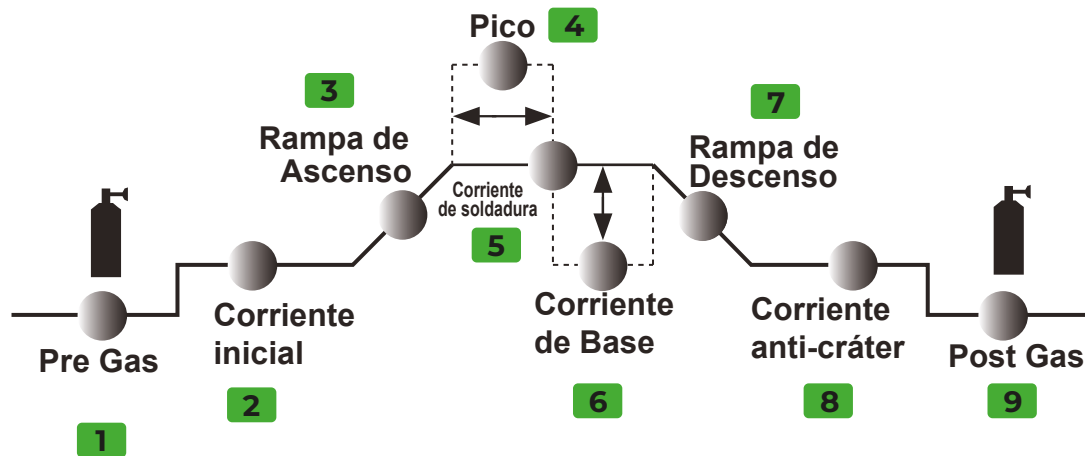 Pico 4
3
Rampa de
Ascenso
7
Rampa de
Descenso
Corriente
de soldadura
5
Pre Gas
1
Corriente
inicial
2
Corriente
de Base
6
Corriente
anti-cráter
8
Post Gas
9